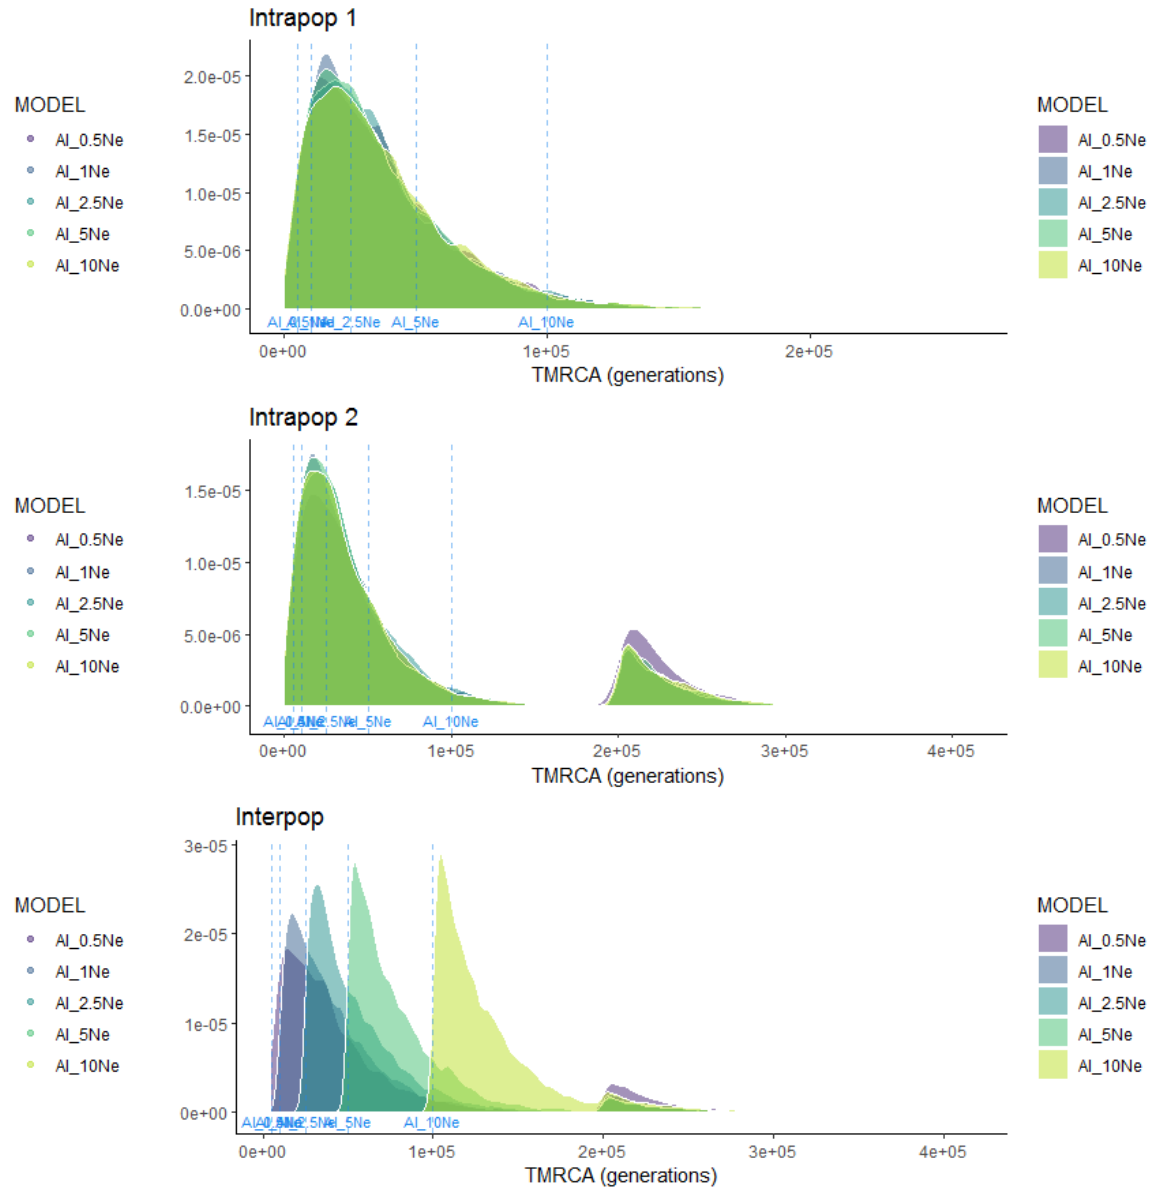 Intrapop 1
MODEL
AI_0.5Ne
AI_1Ne
AI_2.5Ne
AI_5Ne
AI_10Ne
2.0e-05
1.5e-05
1.0e-05
5.0e-06
0.0e+00
AI_5Ne
AI_10Ne
0e+00 1e+05 2e+05
TMRCA (generations)
MODEL
AI_0.5Ne
AI_1Ne
AI_2.5Ne
AI_5Ne
AI_10Ne
Intrapop 2
MODEL
AI_0.5Ne
AI_1Ne
AI_2.5Ne
AI_5Ne
AI_10Ne
1.5e-05
1.0e-05
5.0e-06
0.0e+00
AI_5Ne
AI_10Ne
0e+00 1e+05 2e+05 3e+05 4e+05
TMRCA (generations)
MODEL
AI_0.5Ne
AI_1Ne
AI_2.5Ne
AI_5Ne
AI_10Ne
Interpop
MODEL
AI_0.5Ne
AI_1Ne
AI_2.5Ne
AI_5Ne
AI_10Ne
3e-05
2e-05
1e-05
0e+00
AI_5Ne
AI_10Ne
0e+00 1e+05 2e+05 3e+05 4e+05
TMRCA (generations)
MODEL
AI_0.5Ne
AI_1Ne
AI_2.5Ne
AI_5Ne
AI_10Ne